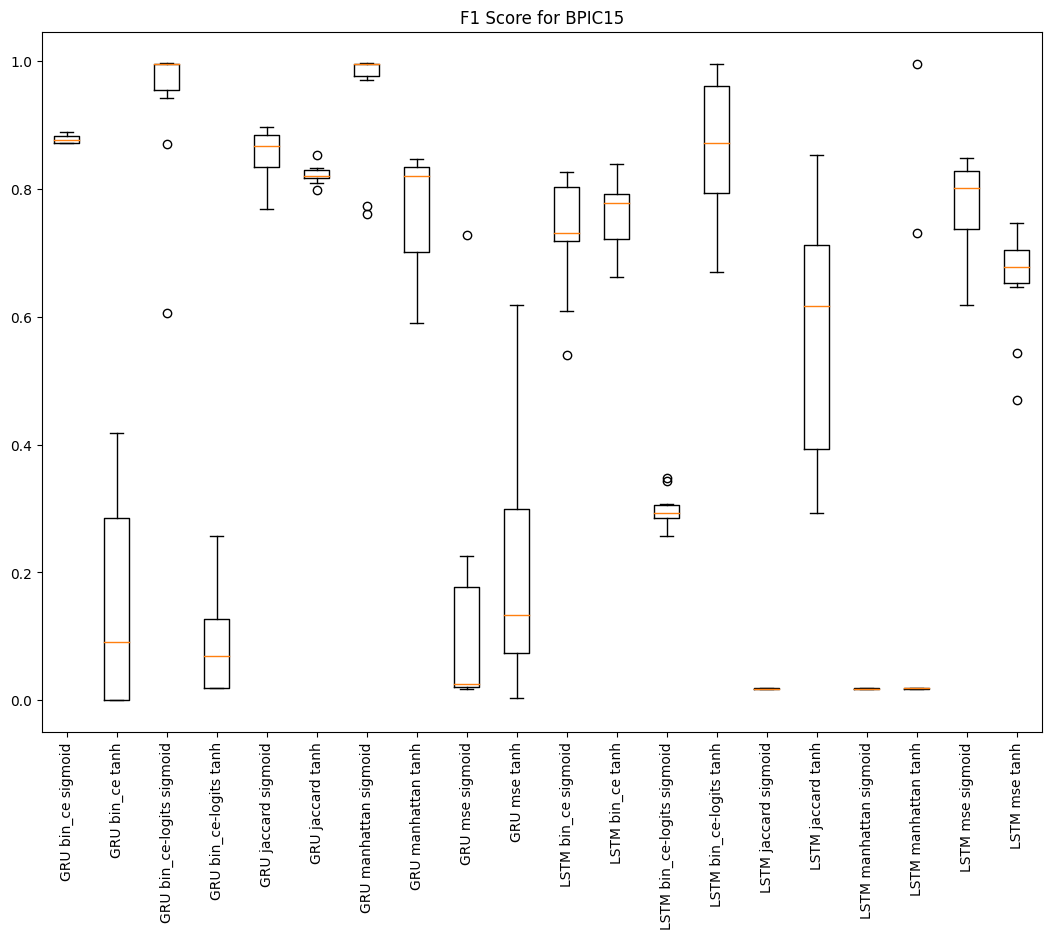 F1 Score for BPIC15
1.0
0.8
0.6
0.4
0.2
0.0
GRU bin_ce sigmoid
GRU bin_ce tanh
GRU bin_ce-logits sigmoid
GRU bin_ce-logits tanh
GRU jaccard sigmoid
GRU jaccard tanh
GRU manhattan sigmoid
GRU manhattan tanh
GRU mse sigmoid
GRU mse tanh
LSTM bin_ce sigmoid
LSTM bin_ce tanh
LSTM bin_ce-logits sigmoid
LSTM bin_ce-logits tanh
LSTM jaccard sigmoid
LSTM jaccard tanh
LSTM manhattan sigmoid
LSTM manhattan tanh
LSTM mse sigmoid
LSTM mse tanh